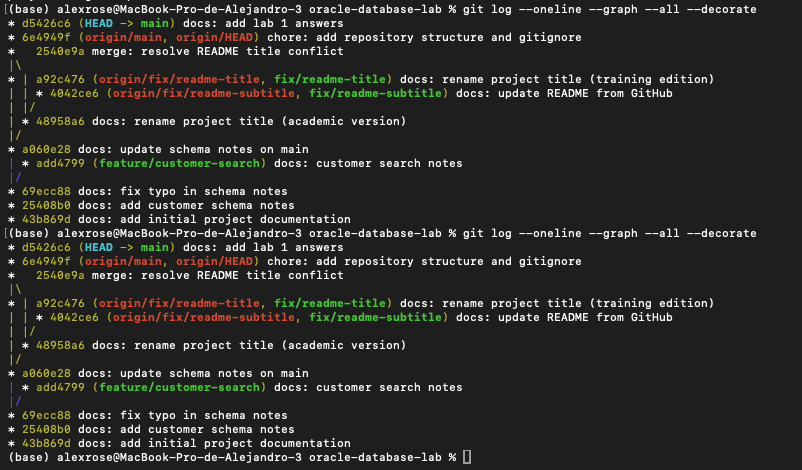 (base) alexrose@MacBook-Pro-de-Alejandro-3 oracle-database-lab % git log --oneline --graph --all --decorate
* d5426c6 (HEAD -> main) docs: add lab 1 answers
* 6e4949f (origin/main, origin/HEAD) chore: add repository structure and gitignore
*   2540e9a merge: resolve README title conflict
|\
* | a92c476 (origin/fix/readme-title, fix/readme-title) docs: rename project title (training edition)
| | * 4042ce6 (origin/fix/readme-subtitle, fix/readme-subtitle) docs: update README from GitHub
| |/
| * 48958a6 docs: rename project title (academic version)
|/
* a060e28 docs: update schema notes on main
| * add4799 (feature/customer-search) docs: customer search notes
|/
* 69ecc88 docs: fix typo in schema notes
* 25408b0 docs: add customer schema notes
* 43b869d docs: add initial project documentation
(base) alexrose@MacBook-Pro-de-Alejandro-3 oracle-database-lab % git log --oneline --graph --all --decorate
* d5426c6 (HEAD -> main) docs: add lab 1 answers
* 6e4949f (origin/main, origin/HEAD) chore: add repository structure and gitignore
*   2540e9a merge: resolve README title conflict
|\
* | a92c476 (origin/fix/readme-title, fix/readme-title) docs: rename project title (training edition)
| | * 4042ce6 (origin/fix/readme-subtitle, fix/readme-subtitle) docs: update README from GitHub
| |/
| * 48958a6 docs: rename project title (academic version)
|/
* a060e28 docs: update schema notes on main
| * add4799 (feature/customer-search) docs: customer search notes
|/
* 69ecc88 docs: fix typo in schema notes
* 25408b0 docs: add customer schema notes
* 43b869d docs: add initial project documentation
(base) alexrose@MacBook-Pro-de-Alejandro-3 oracle-database-lab %